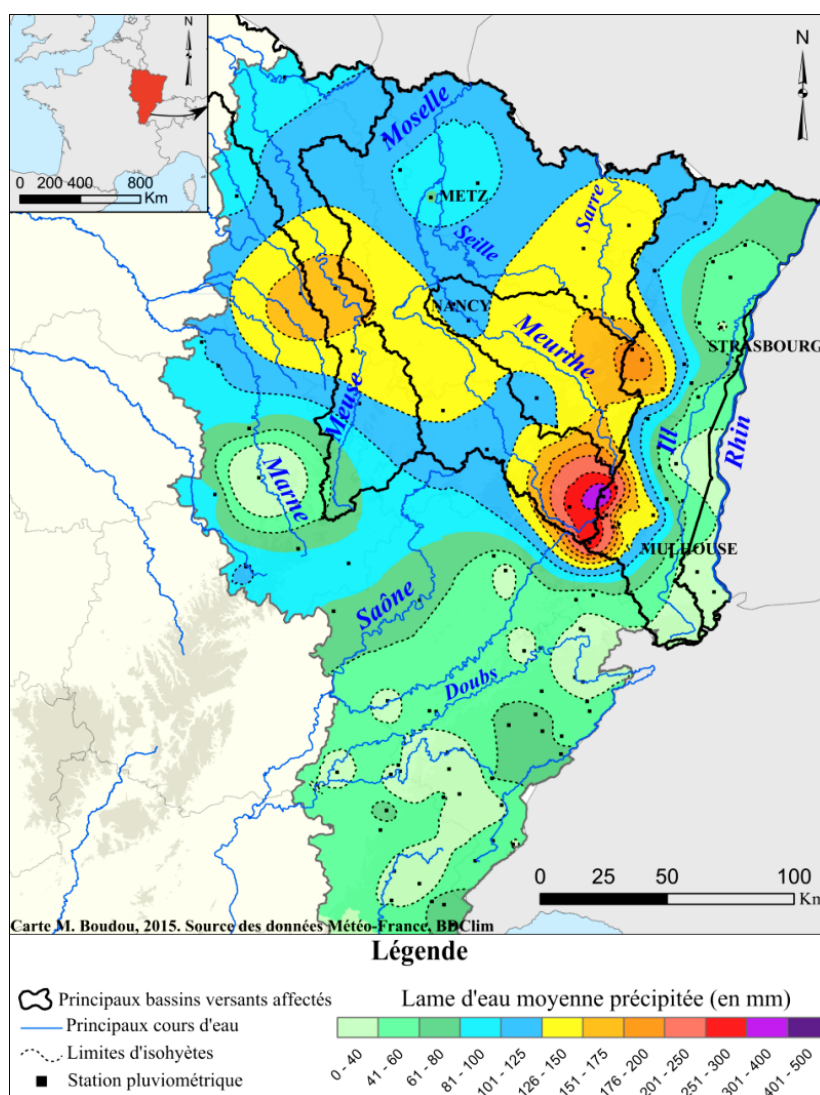 N
0 200 400 800
Km
N
Moselle
METZ
Sarre
Seille
NANCY
Meurthe
STRASBOURG
Meuse
Ill
Rhin
Marne
MULHOUSE
Saône
Doubs
0 25 50 100
Km
Carte M. Boudou, 2015. Source des données Météo-France, BDClim
Légende
Principaux bassins versants affectés
Principaux cours d'eau
Limites d'isohyètes
Station pluviométrique
Lame d'eau moyenne précipitée (en mm)
0 - 40
41 - 60
61 - 80
81 - 100
101 - 125
126 - 150
151 - 175
176 - 200
201 - 250
251 - 300
301 - 400
401 - 500